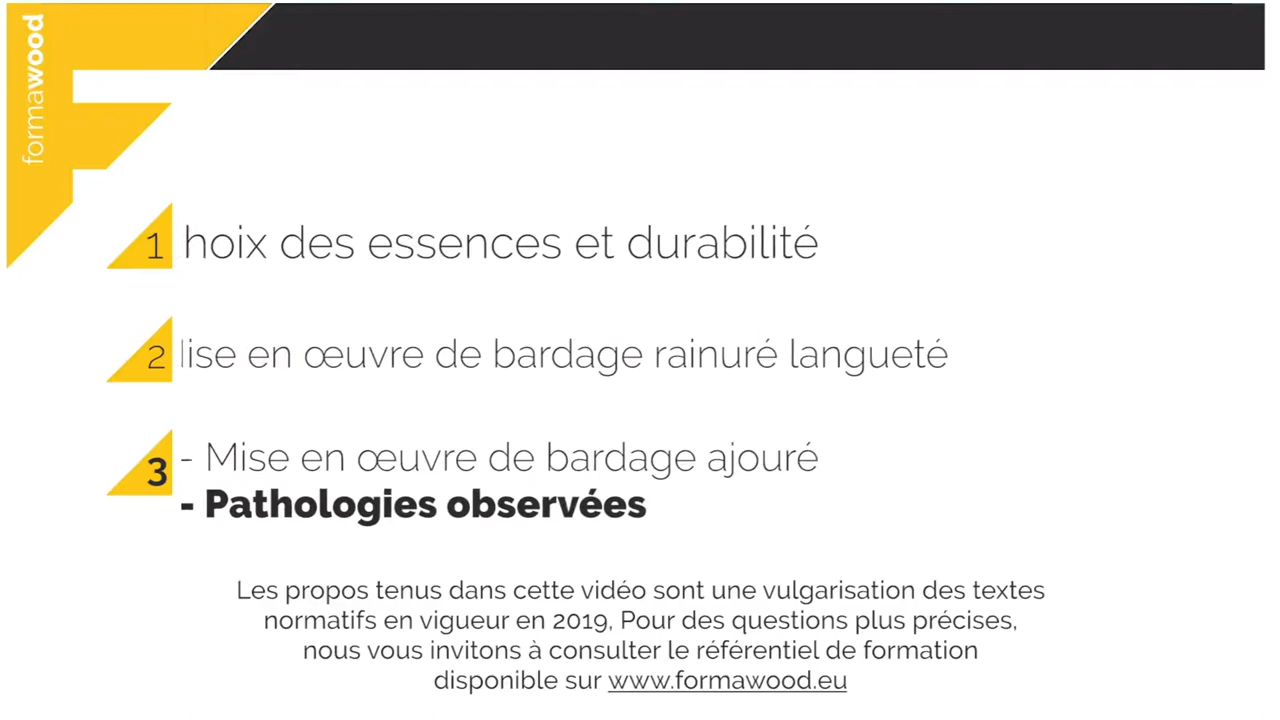 formawood
1 hoix des essences et durabilité
2 lise en œuvre de bardage rainuré langueté
3 - Mise en œuvre de bardage ajouré
- Pathologies observées
Les propos tenus dans cette vidéo sont une vulgarisation des textes
normatifs en vigueur en 2019, Pour des questions plus précises,
nous vous invitons à consulter le référentiel de formation
disponible sur www.formawood.eu